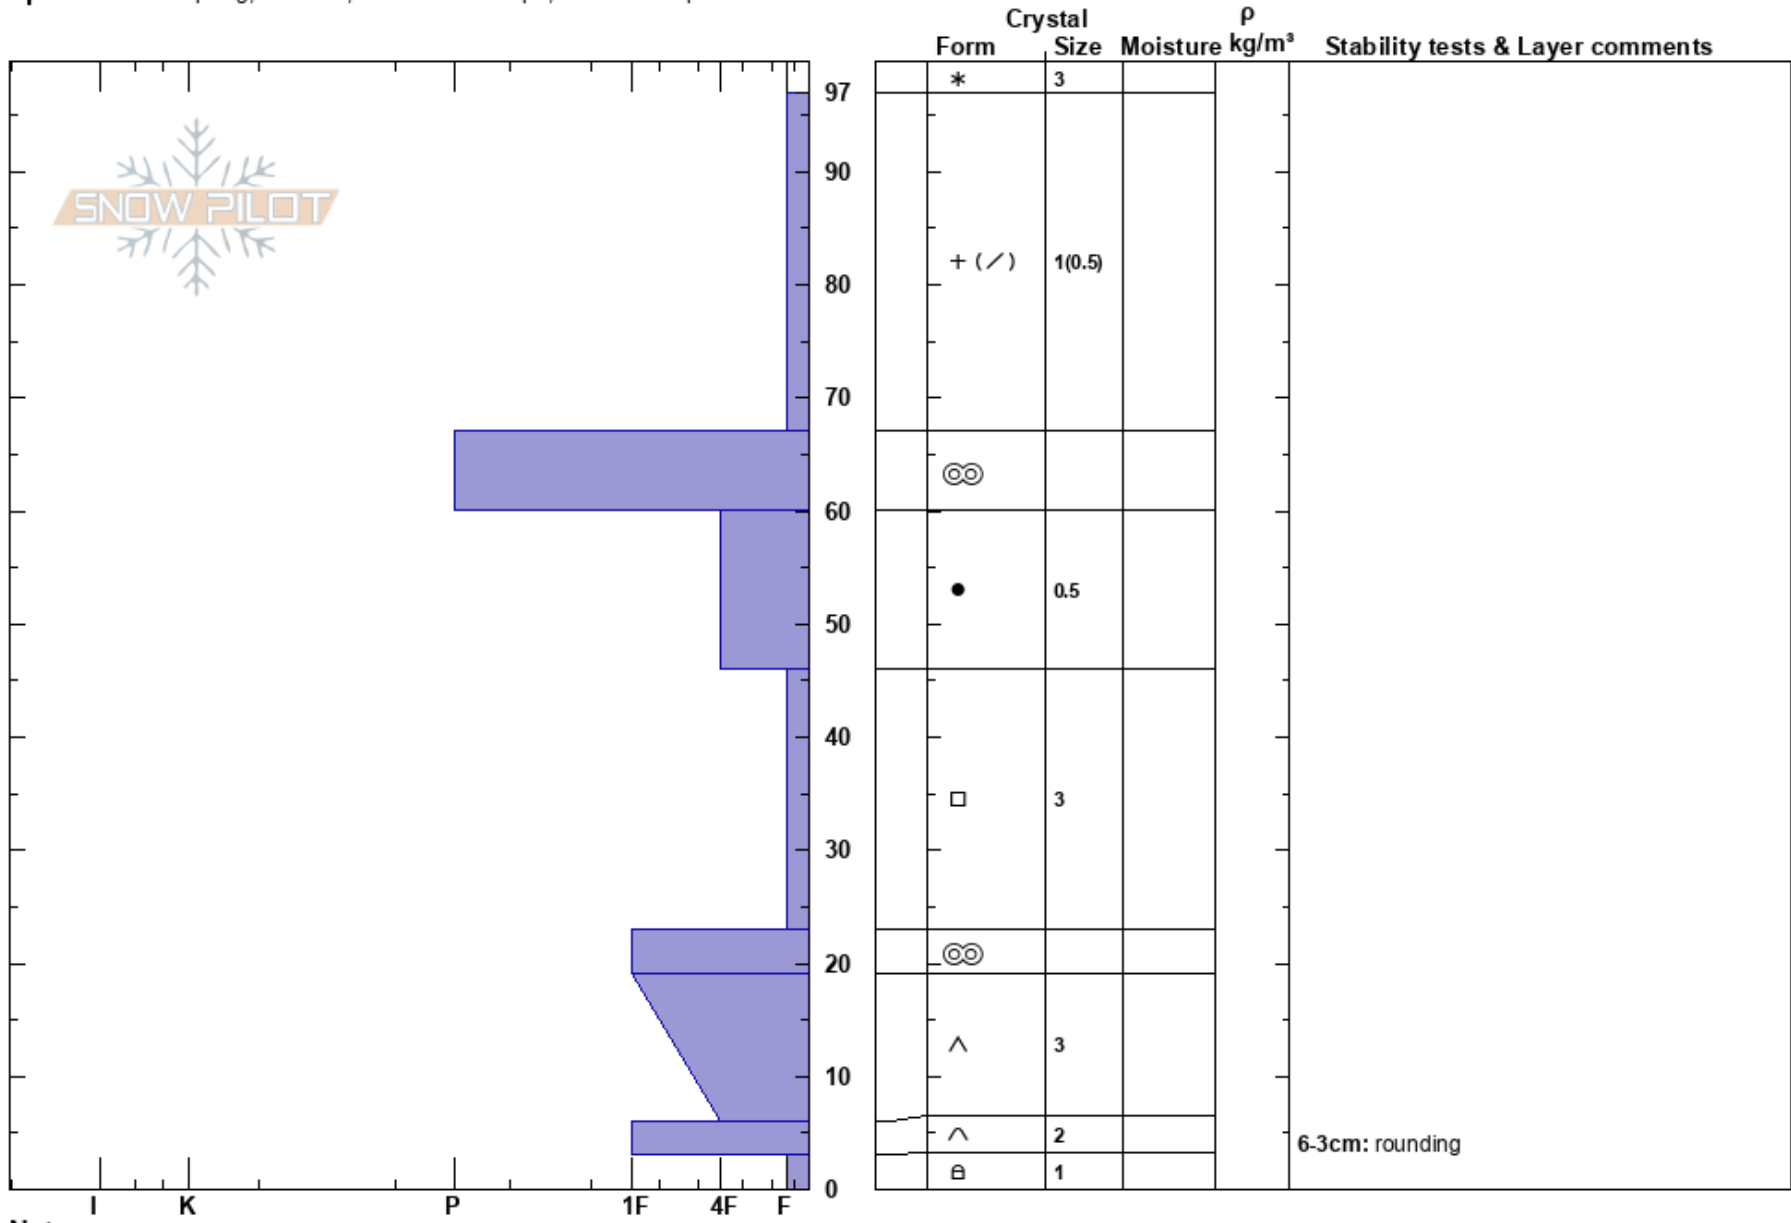 Crystal ρ
Form Size Moisture kg/m³ Stability tests & Layer comments
* 3
97
SNOW PILOT
90
+ (/) 1(0.5)
80
70
60
● 0.5
50
40
□ 3
30
20
∧ 3
10
2
6-3cm: rounding
1
0
I K P 1F 4F F